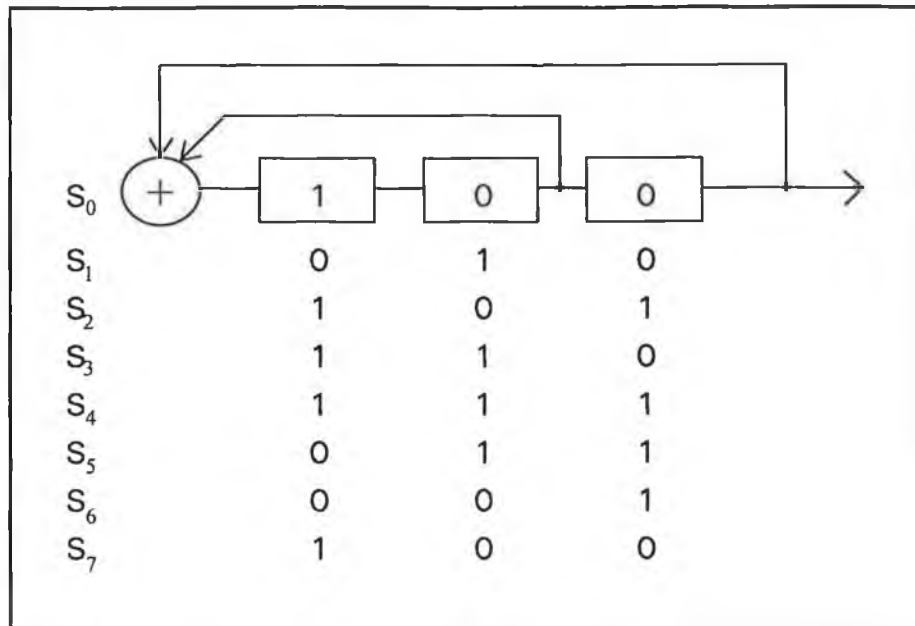 S₀ + 1 0 0
S₁ 0 1 0
S₂ 1 0 1
S₃ 1 1 0
S₄ 1 1 1
S₅ 0 1 1
S₆ 0 0 1
S₇ 1 0 0